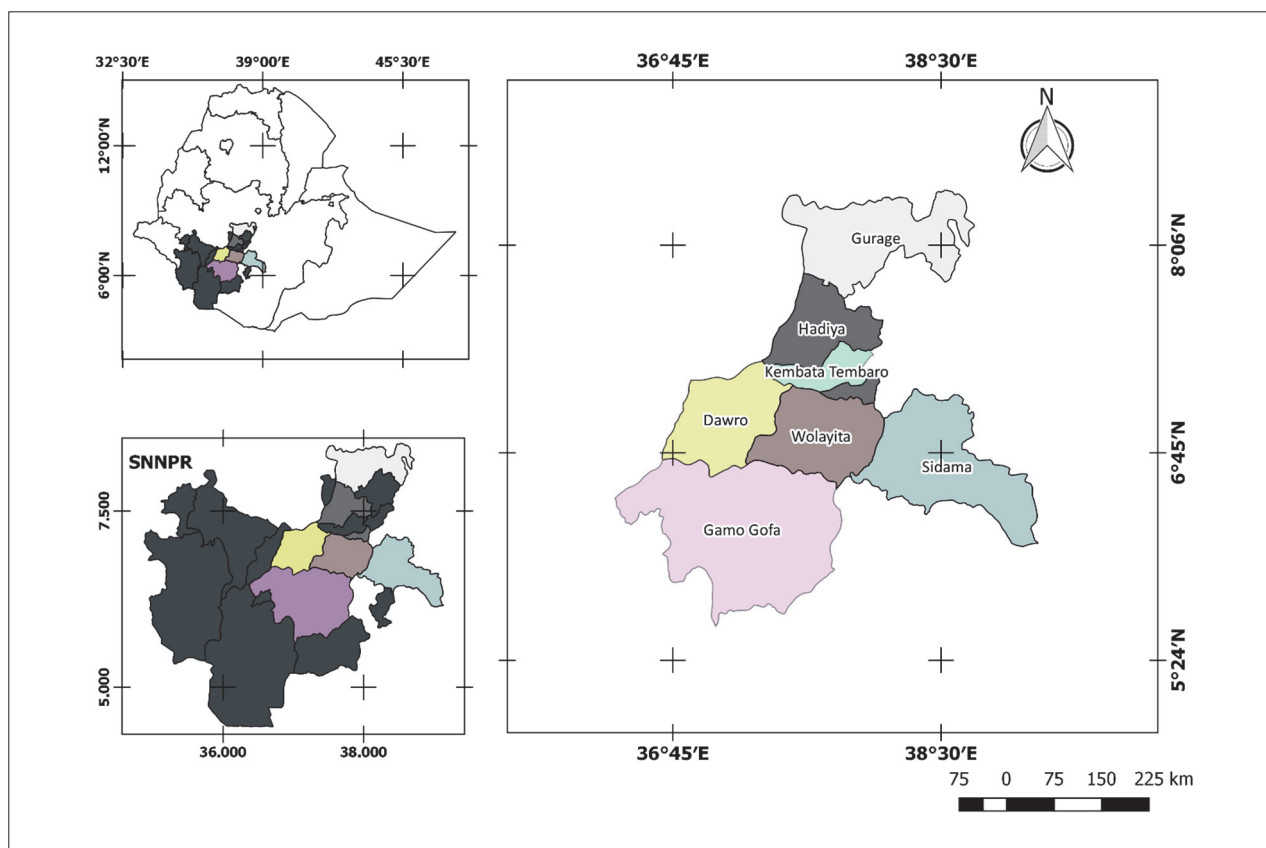 32°30′E 39°00′E 45°30′E
12°00′N
6°00′N
SNNPR
7.500
5.000
36.000 38.000
36°45′E 38°30′E
N
8°06′N
6°45′N
5°24′N
Gurage
Hadiya
Kembata Tembaro
Dawro
Wolayita
Sidama
Gamo Gofa
36°45′E 38°30′E
75 0 75 150 225 km